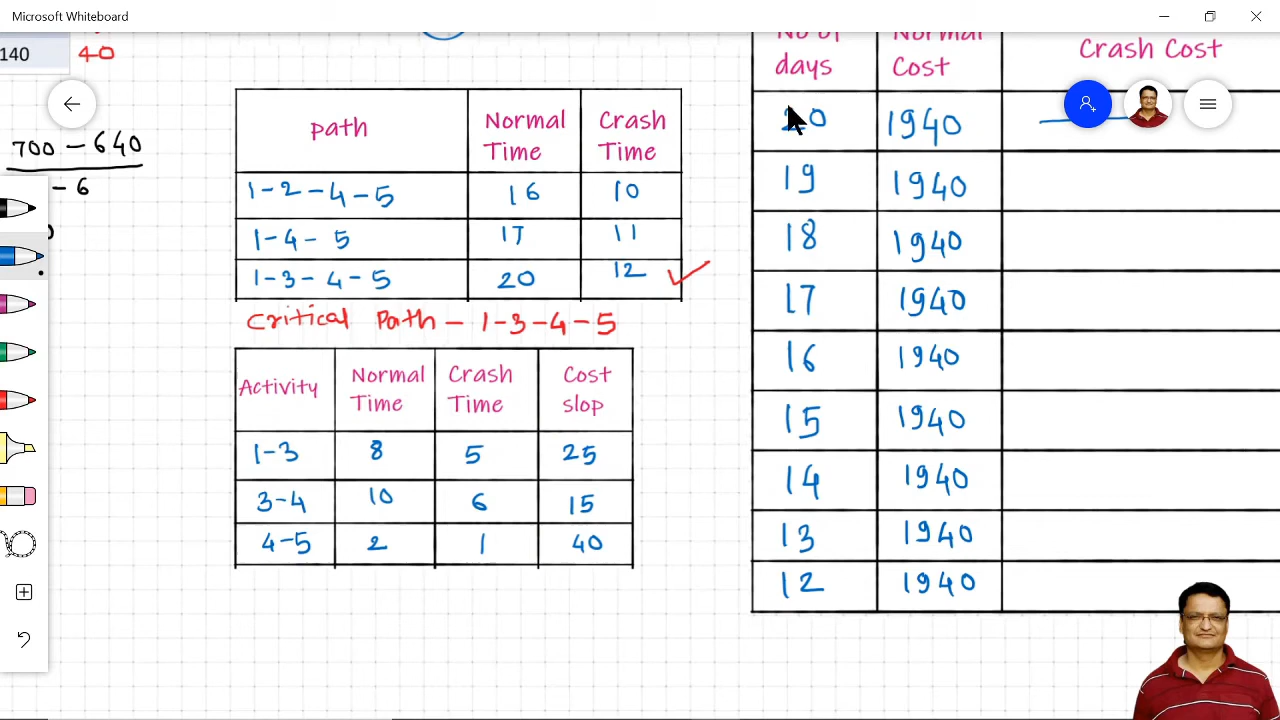 Microsoft Whiteboard
140
40
700 - 640
- 6
path Normal Time Crash Time
1-2-4-5 16 10
1-4-5 17 11
1-3-4-5 20 12
Critical Path - 1-3-4-5
Activity Normal Time Crash Time Cost slop
1-3 8 5 25
3-4 10 6 15
4-5 2 1 40
No of days Normal Cost Crash Cost
20 1940
19 1940
18 1940
17 1940
16 1940
15 1940
14 1940
13 1940
12 1940